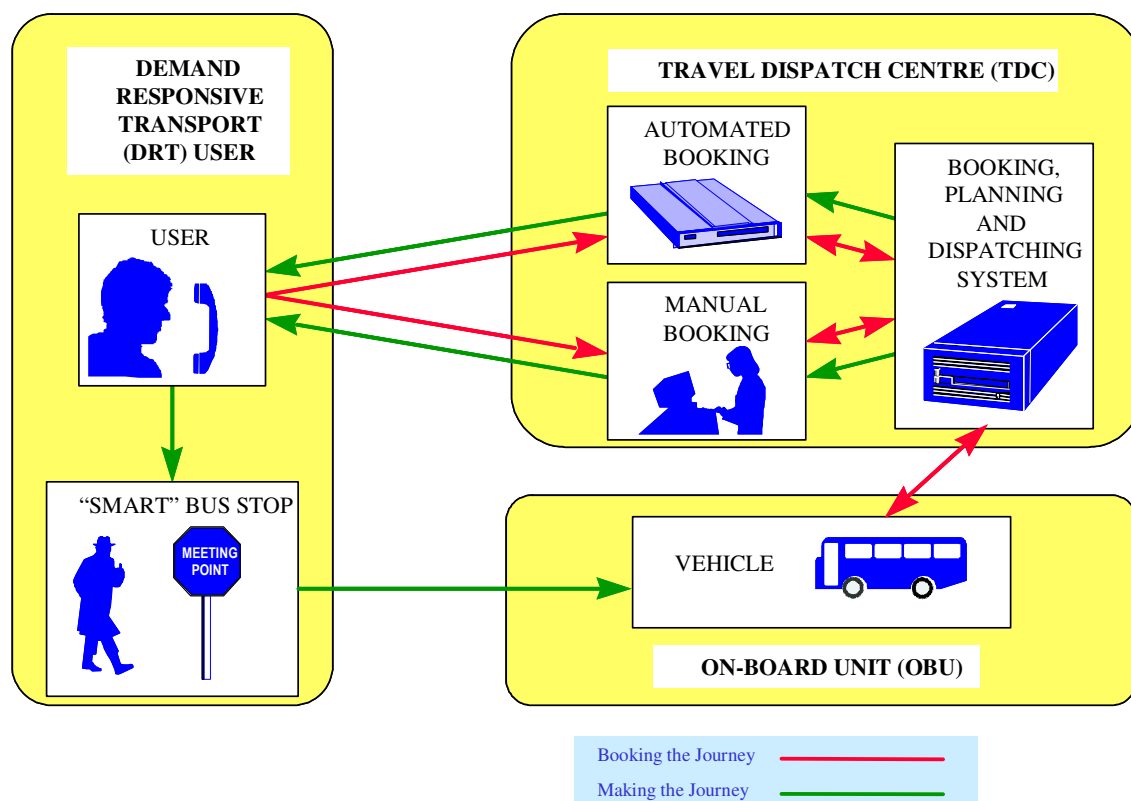 DEMAND
RESPONSIVE
TRANSPORT
(DRT) USER
USER
“SMART” BUS STOP
MEETING
POINT
TRAVEL DISPATCH CENTRE (TDC)
AUTOMATED
BOOKING
MANUAL
BOOKING
BOOKING,
PLANNING
AND
DISPATCHING
SYSTEM
VEHICLE
ON-BOARD UNIT (OBU)
Booking the Journey
Making the Journey